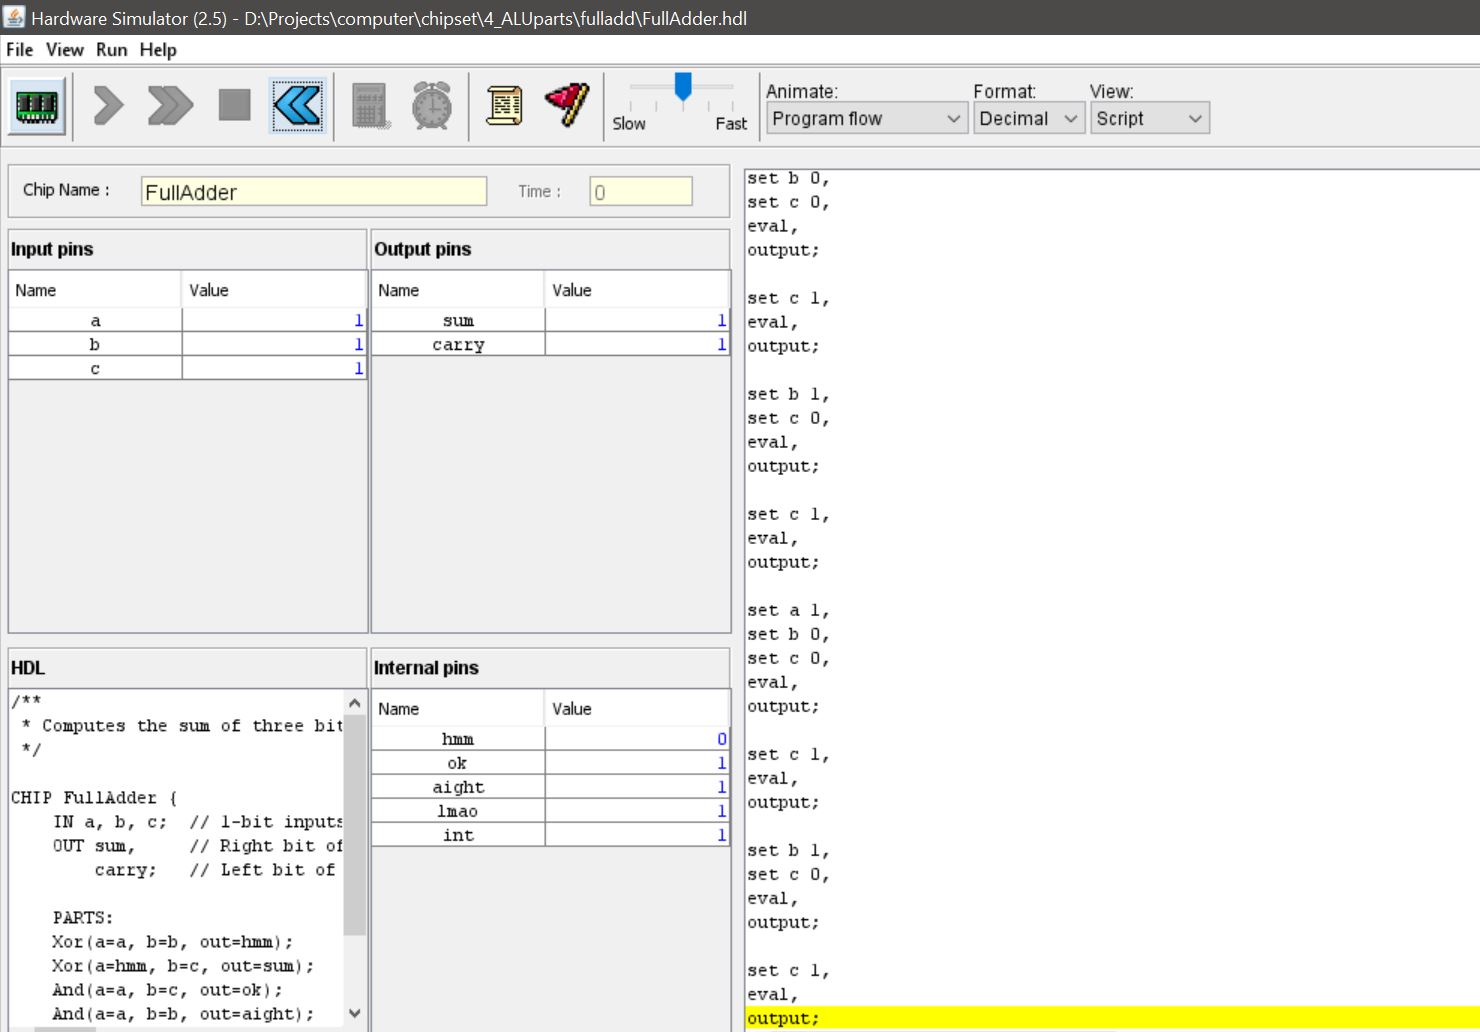 Hardware Simulator (2.5) - D:\Projects\computer\chipset\4_ALUparts\fulladd\FullAdder.hdl
File View Run Help
Slow Fast
Animate: Format: View:
Program flow Decimal Script
Chip Name : FullAdder Time : 0
Input pins
Name Value
a 1
b 1
c 1
Output pins
Name Value
sum 1
carry 1
HDL
/**
* Computes the sum of three bit
*/
CHIP FullAdder {
IN a, b, c; // 1-bit inputs
OUT sum, // Right bit of
carry; // Left bit of
PARTS:
Xor(a=a, b=b, out=hmm);
Xor(a=hmm, b=c, out=sum);
And(a=a, b=c, out=ok);
And(a=a, b=b, out=aight);
Internal pins
Name Value
hmm 0
ok 1
aight 1
lmao 1
int 1
set b 0,
set c 0,
eval,
output;
set c 1,
eval,
output;
set b 1,
set c 0,
eval,
output;
set c 1,
eval,
output;
set a 1,
set b 0,
set c 0,
eval,
output;
set c 1,
eval,
output;
set b 1,
set c 0,
eval,
output;
set c 1,
eval,
output;